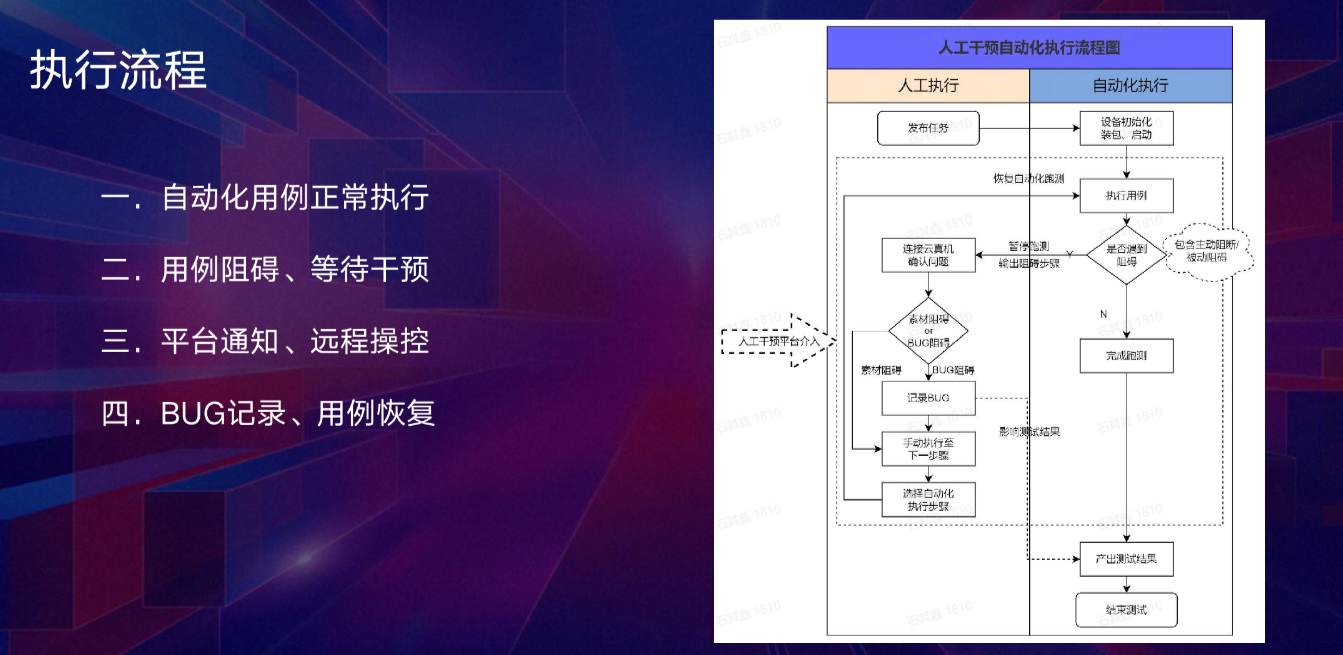 执行流程
一. 自动化用例正常执行
二. 用例阻碍、等待干预
三. 平台通知、远程操控
四. BUG记录、用例恢复
人工干预自动化执行流程图
人工执行
自动化执行
发布任务
设备初始化
装包、启动
恢复自动化跑测
执行用例
连接云真机
确认问题
暂停跑测
输出阻碍步骤
Y
是否遇到
阻碍
包含主动阻断/
被动阻碍
素材阻碍
or
BUG阻碍
N
人工干预平台介入
完成跑测
素材阻碍
BUG阻碍
记录BUG
影响测试结果
手动执行至
下一步骤
选择自动化
执行步骤
产出测试结果
结束测试